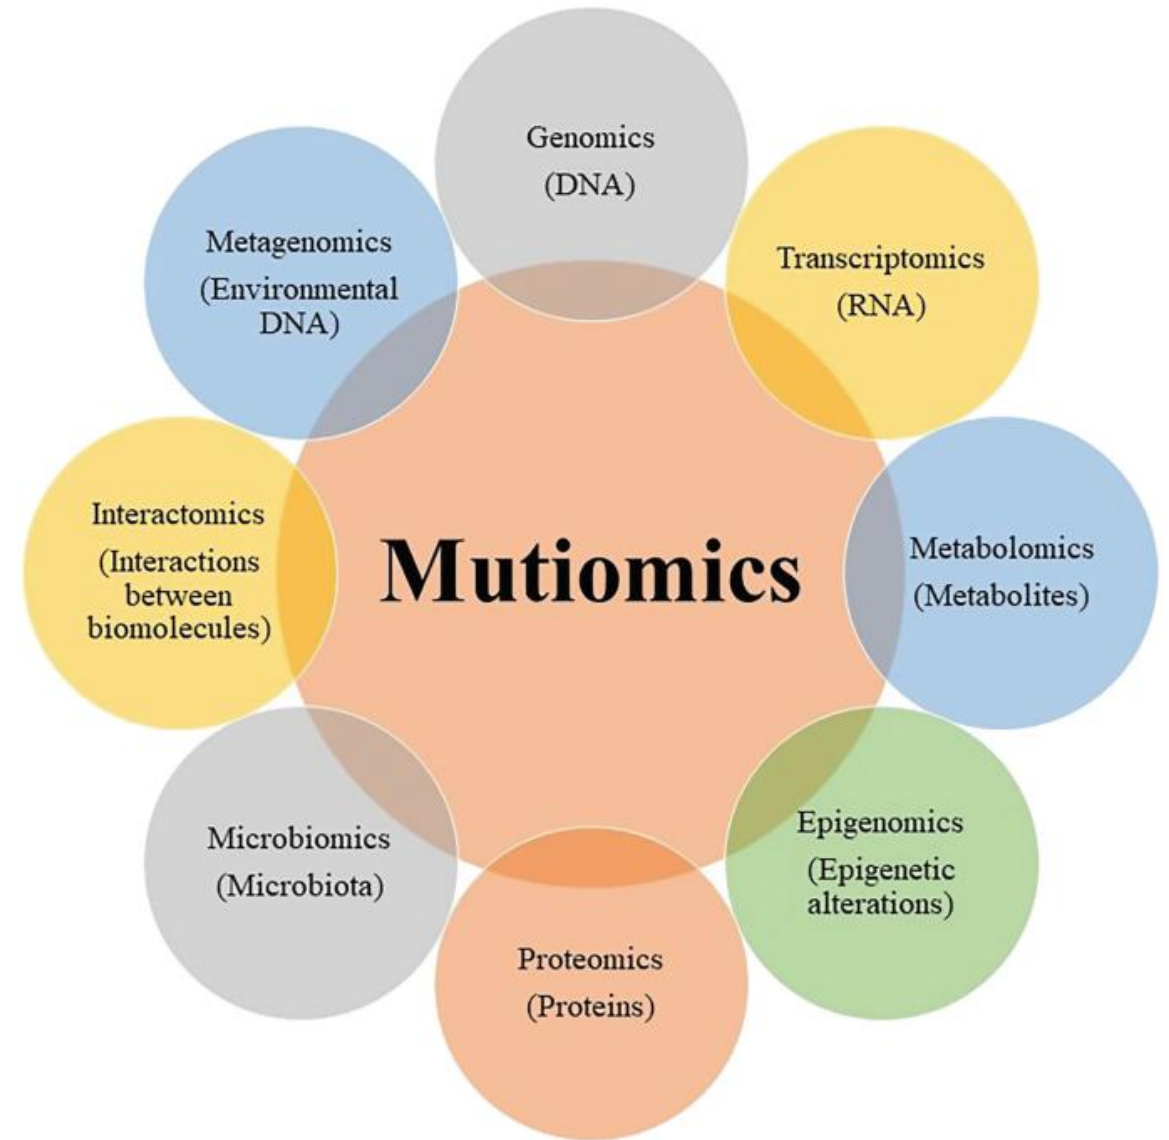 Genomics
(DNA)
Transcriptomics
(RNA)
Metabolomics
(Metabolites)
Epigenomics
(Epigenetic
alterations)
Proteomics
(Proteins)
Microbiomics
(Microbiota)
Interactomics
(Interactions
between
biomolecules)
Metagenomics
(Environmental
DNA)
Mutiomics